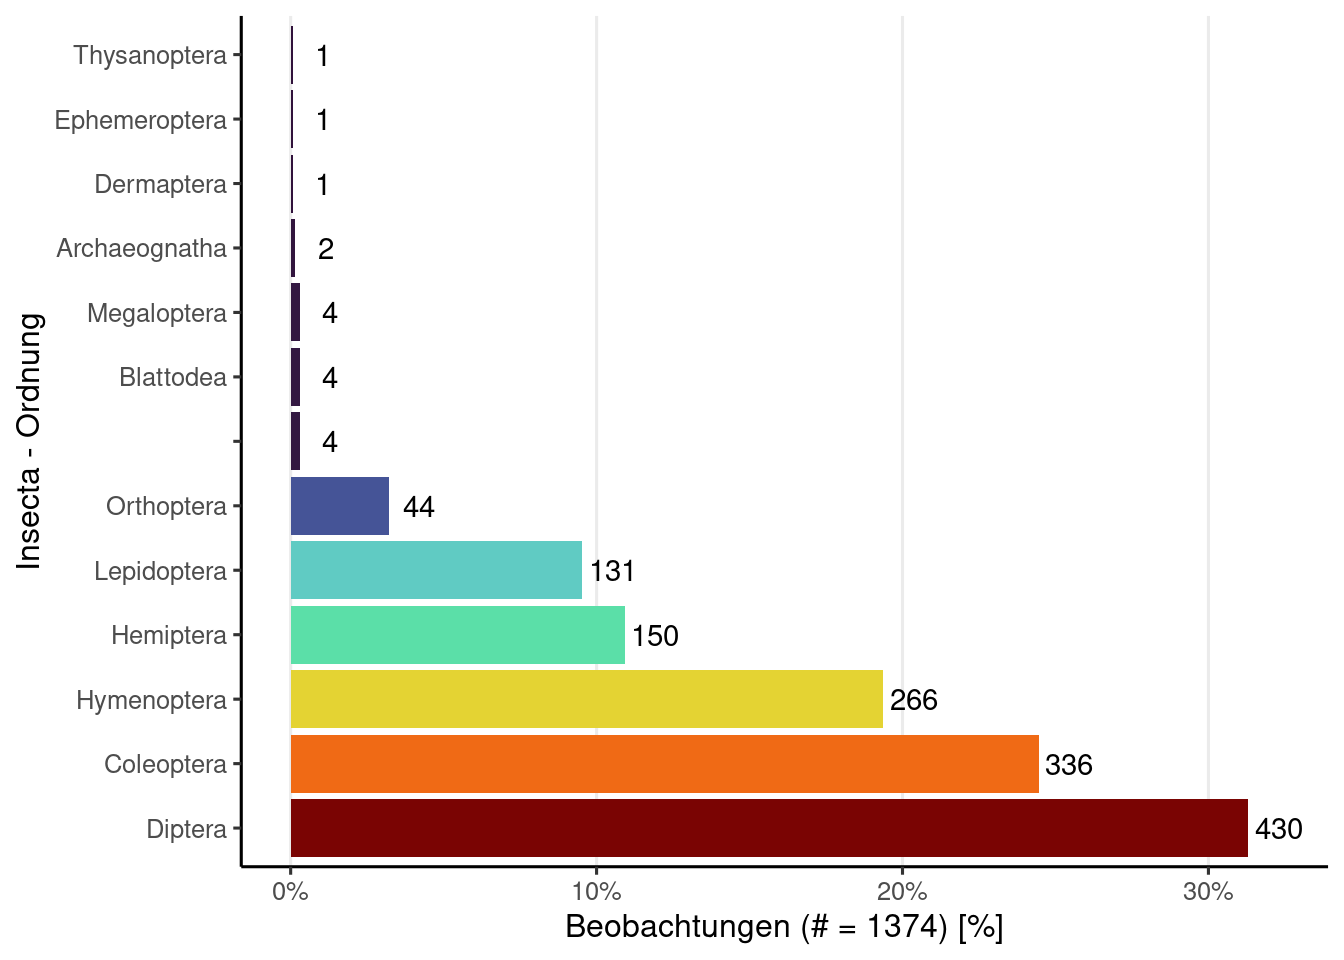 Insecta - Ordnung
Thysanoptera 1
Ephemeroptera 1
Dermaptera 1
Archaeognatha 2
Megaloptera 4
Blattodea 4
4
Orthoptera 44
Lepidoptera 131
Hemiptera 150
Hymenoptera 266
Coleoptera 336
Diptera 430
0% 10% 20% 30%
Beobachtungen (# = 1374) [%]